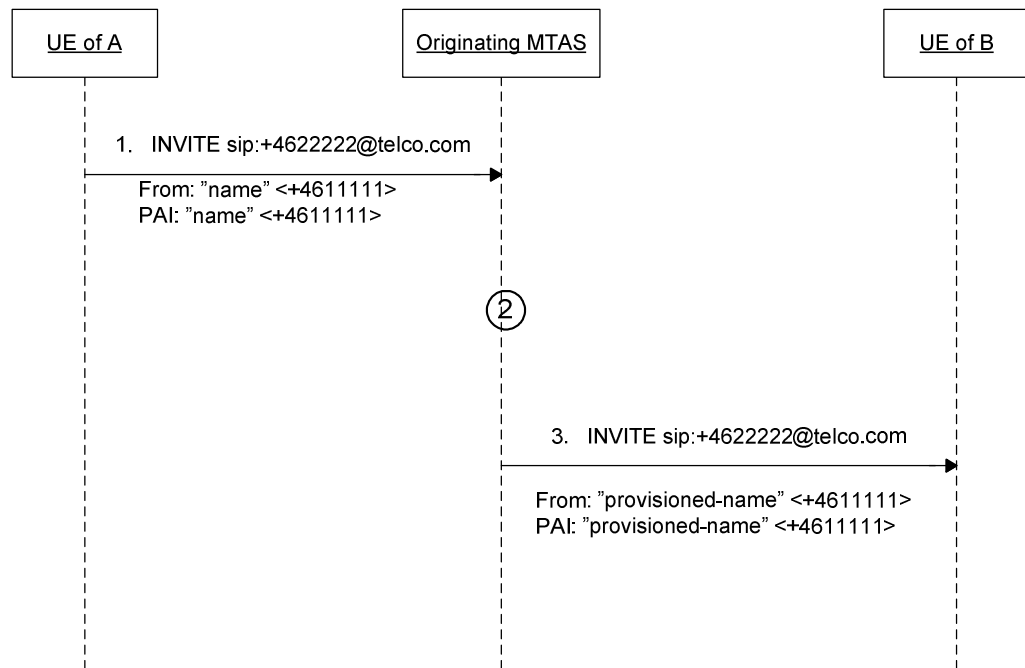 UE of A
Originating MTAS
UE of B
1. INVITE sip:+4622222@telco.com
From: ”name” <+4611111>
PAI: ”name” <+4611111>
2
3. INVITE sip:+4622222@telco.com
From: ”provisioned-name” <+4611111>
PAI: ”provisioned-name” <+4611111>